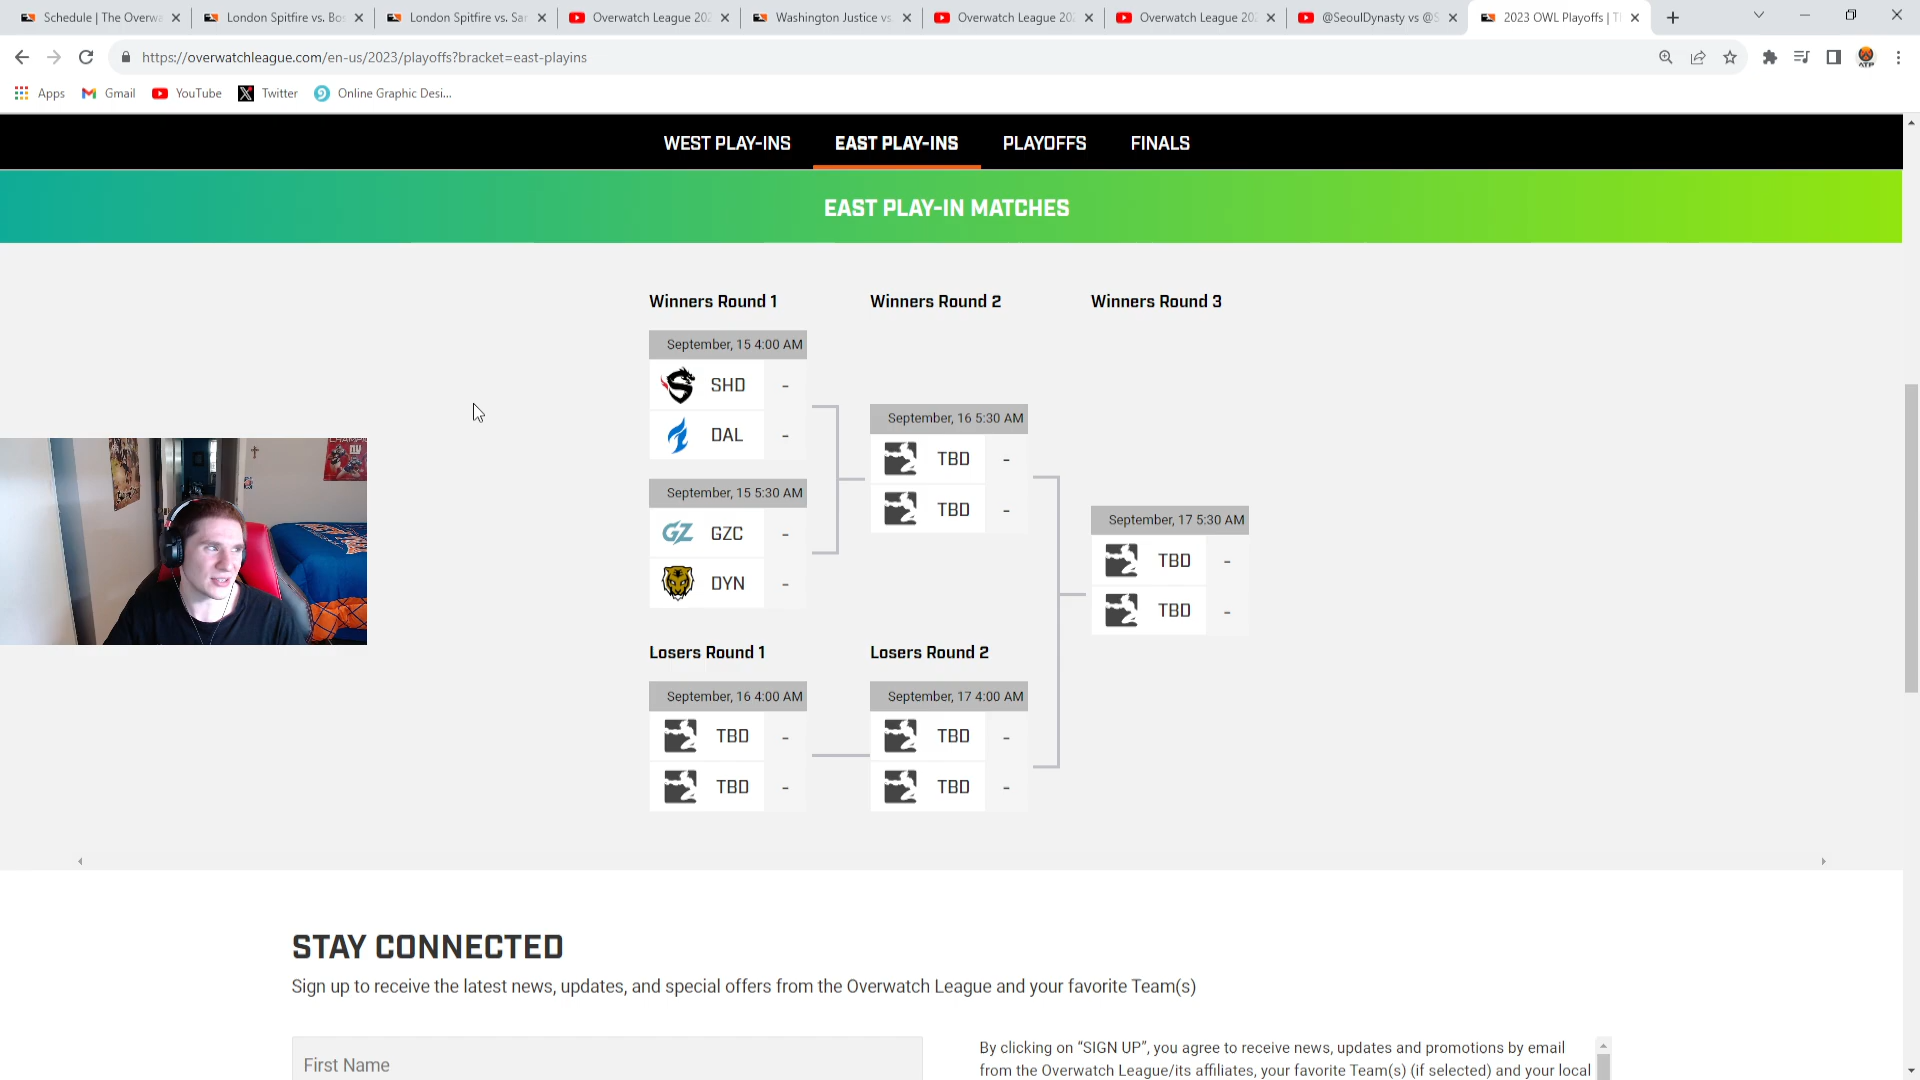 Schedule | The Overwa
London Spitfire vs. Bos
London Spitfire vs. Sar
Overwatch League 202
Washington Justice vs
Overwatch League 202
Overwatch League 202
@SeoulDynasty vs @S
2023 OWL Playoffs | Th
https://overwatchleague.com/en-us/2023/playoffs?bracket=east-playins
Apps
Gmail
YouTube
Twitter
Online Graphic Desi...
WEST PLAY-INS
EAST PLAY-INS
PLAYOFFS
FINALS
EAST PLAY-IN MATCHES
Winners Round 1
Winners Round 2
Winners Round 3
September, 15 4:00 AM
SHD -
DAL -
September, 15 5:30 AM
GZC -
DYN -
September, 16 5:30 AM
TBD -
TBD -
September, 17 5:30 AM
TBD -
TBD -
Losers Round 1
Losers Round 2
September, 16 4:00 AM
TBD -
TBD -
September, 17 4:00 AM
TBD -
TBD -
STAY CONNECTED
Sign up to receive the latest news, updates, and special offers from the Overwatch League and your favorite Team(s)
First Name
By clicking on “SIGN UP”, you agree to receive news, updates and promotions by email
from the Overwatch League/its affiliates, your favorite Team(s) (if selected) and your local